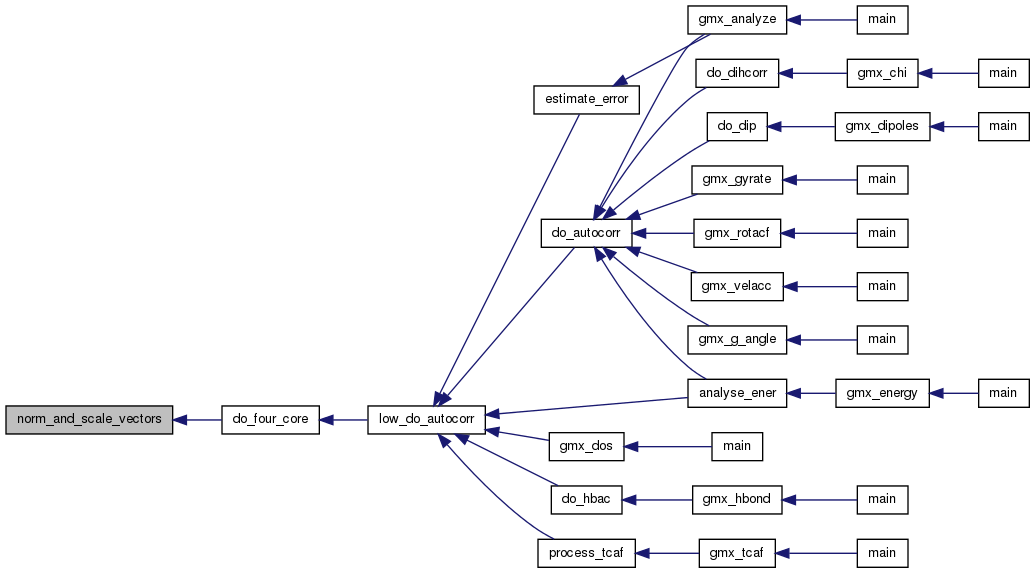 gmx_analyze
main
do_dihcorr
gmx_chi
main
estimate_error
do_dip
gmx_dipoles
main
gmx_gyrate
main
do_autocorr
gmx_rotacf
main
gmx_velacc
main
gmx_g_angle
main
analyse_ener
gmx_energy
main
norm_and_scale_vectors
do_four_core
low_do_autocorr
gmx_dos
main
do_hbac
gmx_hbond
main
process_tcaf
gmx_tcaf
main